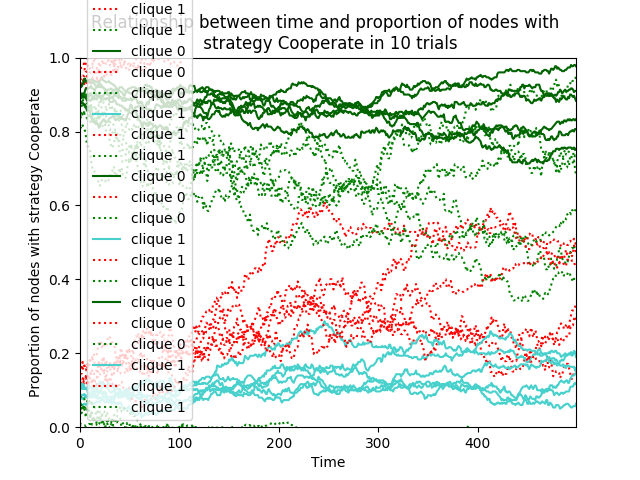 Relationship between time and proportion of nodes with
strategy Cooperate in 10 trials
clique 1
clique 1
clique 0
clique 0
clique 0
clique 1
clique 1
clique 1
clique 0
clique 0
clique 0
clique 1
clique 1
clique 1
clique 0
clique 0
clique 0
clique 1
clique 1
clique 1
Proportion of nodes with strategy Cooperate
1.0
0.8
0.6
0.4
0.2
0.0
0
100
200
300
400
Time